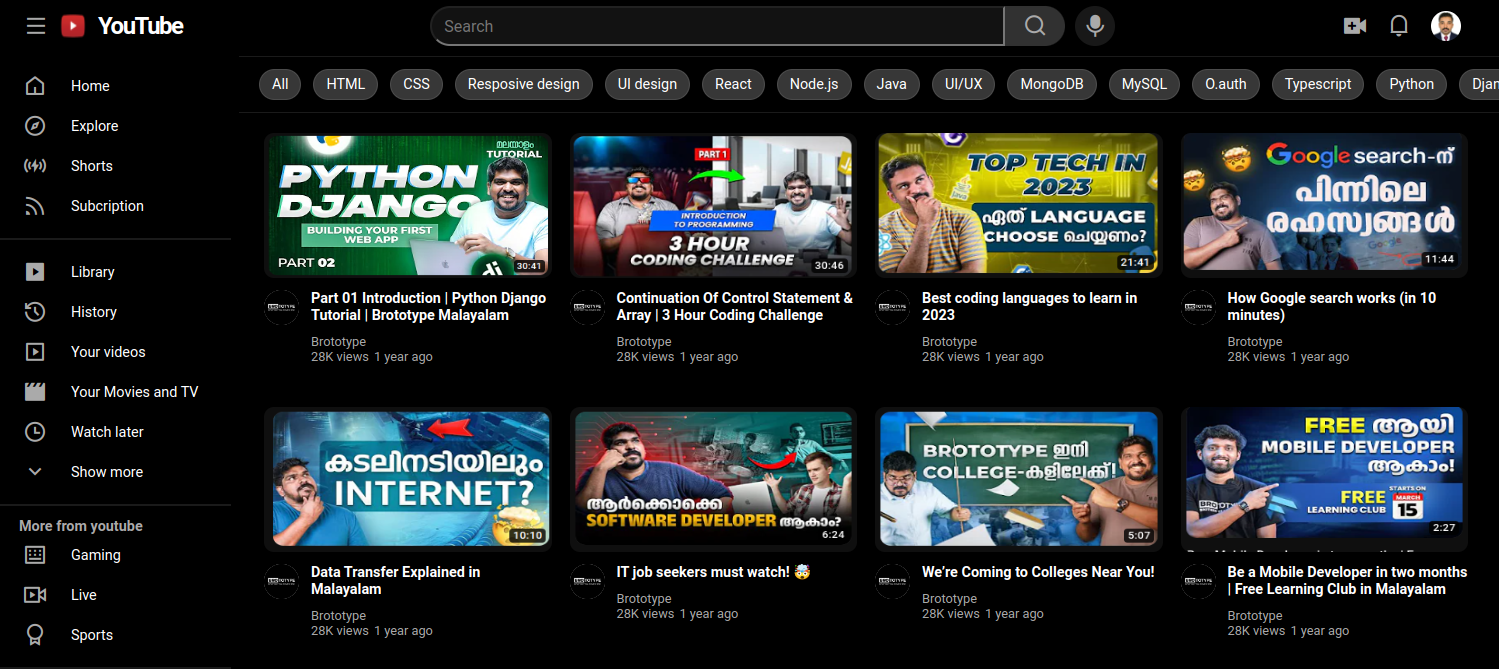 YouTube
Search
Home
Explore
Shorts
Subcription
Library
History
Your videos
Your Movies and TV
Watch later
Show more
More from youtube
Gaming
Live
Sports
All HTML CSS Resposive design UI design React Node.js Java UI/UX MongoDB MySQL O.auth Typescript Python Djan
മലയാളം
TUTORIAL
PYTHON
DJANGO
BUILDING YOUR FIRST
WEB APP
PART 02
30:41
Part 01 Introduction | Python Django
Tutorial | Brototype Malayalam
Brototype
28K views 1 year ago
PART 1
INTRODUCTION
TO PROGRAMMING
3 HOUR
CODING CHALLENGE
30:46
Continuation Of Control Statement &
Array | 3 Hour Coding Challenge
Brototype
28K views 1 year ago
TOP TECH IN
2023
ഏത് LANGUAGE
CHOOSE ചെയ്യണം?
21:41
Best coding languages to learn in
2023
Brototype
28K views 1 year ago
Google search-ന്
പിന്നിലെ
രഹസ്യങ്ങൾ
Google
11:44
How Google search works (in 10
minutes)
Brototype
28K views 1 year ago
കടലിനടിയിലും
INTERNET?
10:10
Data Transfer Explained in
Malayalam
Brototype
28K views 1 year ago
ആർക്കൊക്കെ
SOFTWARE DEVELOPER ആകാം?
6:24
IT job seekers must watch! 🤯
Brototype
28K views 1 year ago
BROTOTYPE ഇനി
COLLEGE-കളിലേക്ക്!
5:07
We're Coming to Colleges Near You!
Brototype
28K views 1 year ago
FREE ആയി
MOBILE DEVELOPER
ആകാം!
FREE
LEARNING CLUB
STARTS ON
MARCH
15
2:27
Be a Mobile Developer in two months
| Free Learning Club in Malayalam
Brototype
28K views 1 year ago